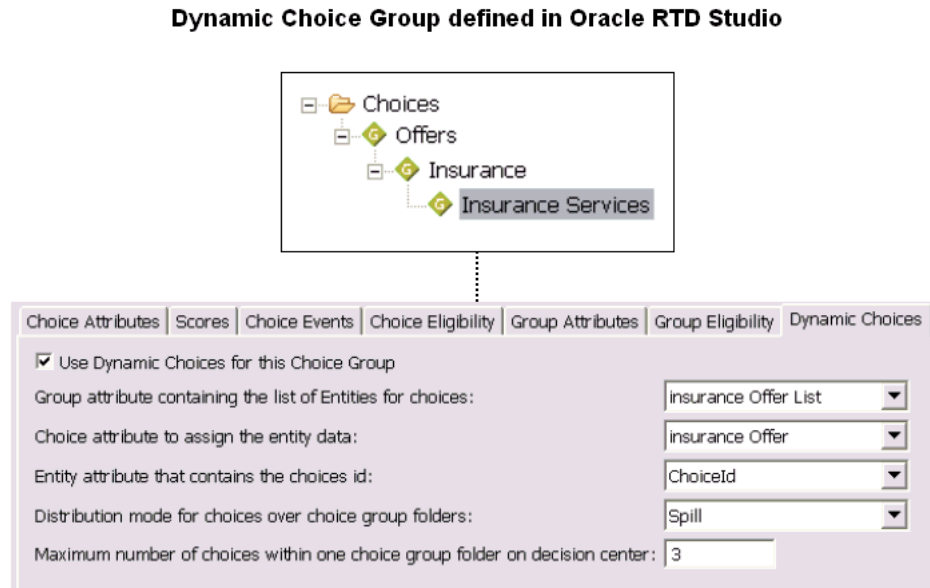 Dynamic Choice Group defined in Oracle RTD Studio
Choices
Offers
Insurance
Insurance Services
Choice Attributes Scores Choice Events Choice Eligibility Group Attributes Group Eligibility Dynamic Choices
Use Dynamic Choices for this Choice Group
Group attribute containing the list of Entities for choices: insurance Offer List
Choice attribute to assign the entity data: insurance Offer
Entity attribute that contains the choices id: ChoiceId
Distribution mode for choices over choice group folders: Spill
Maximum number of choices within one choice group folder on decision center: 3